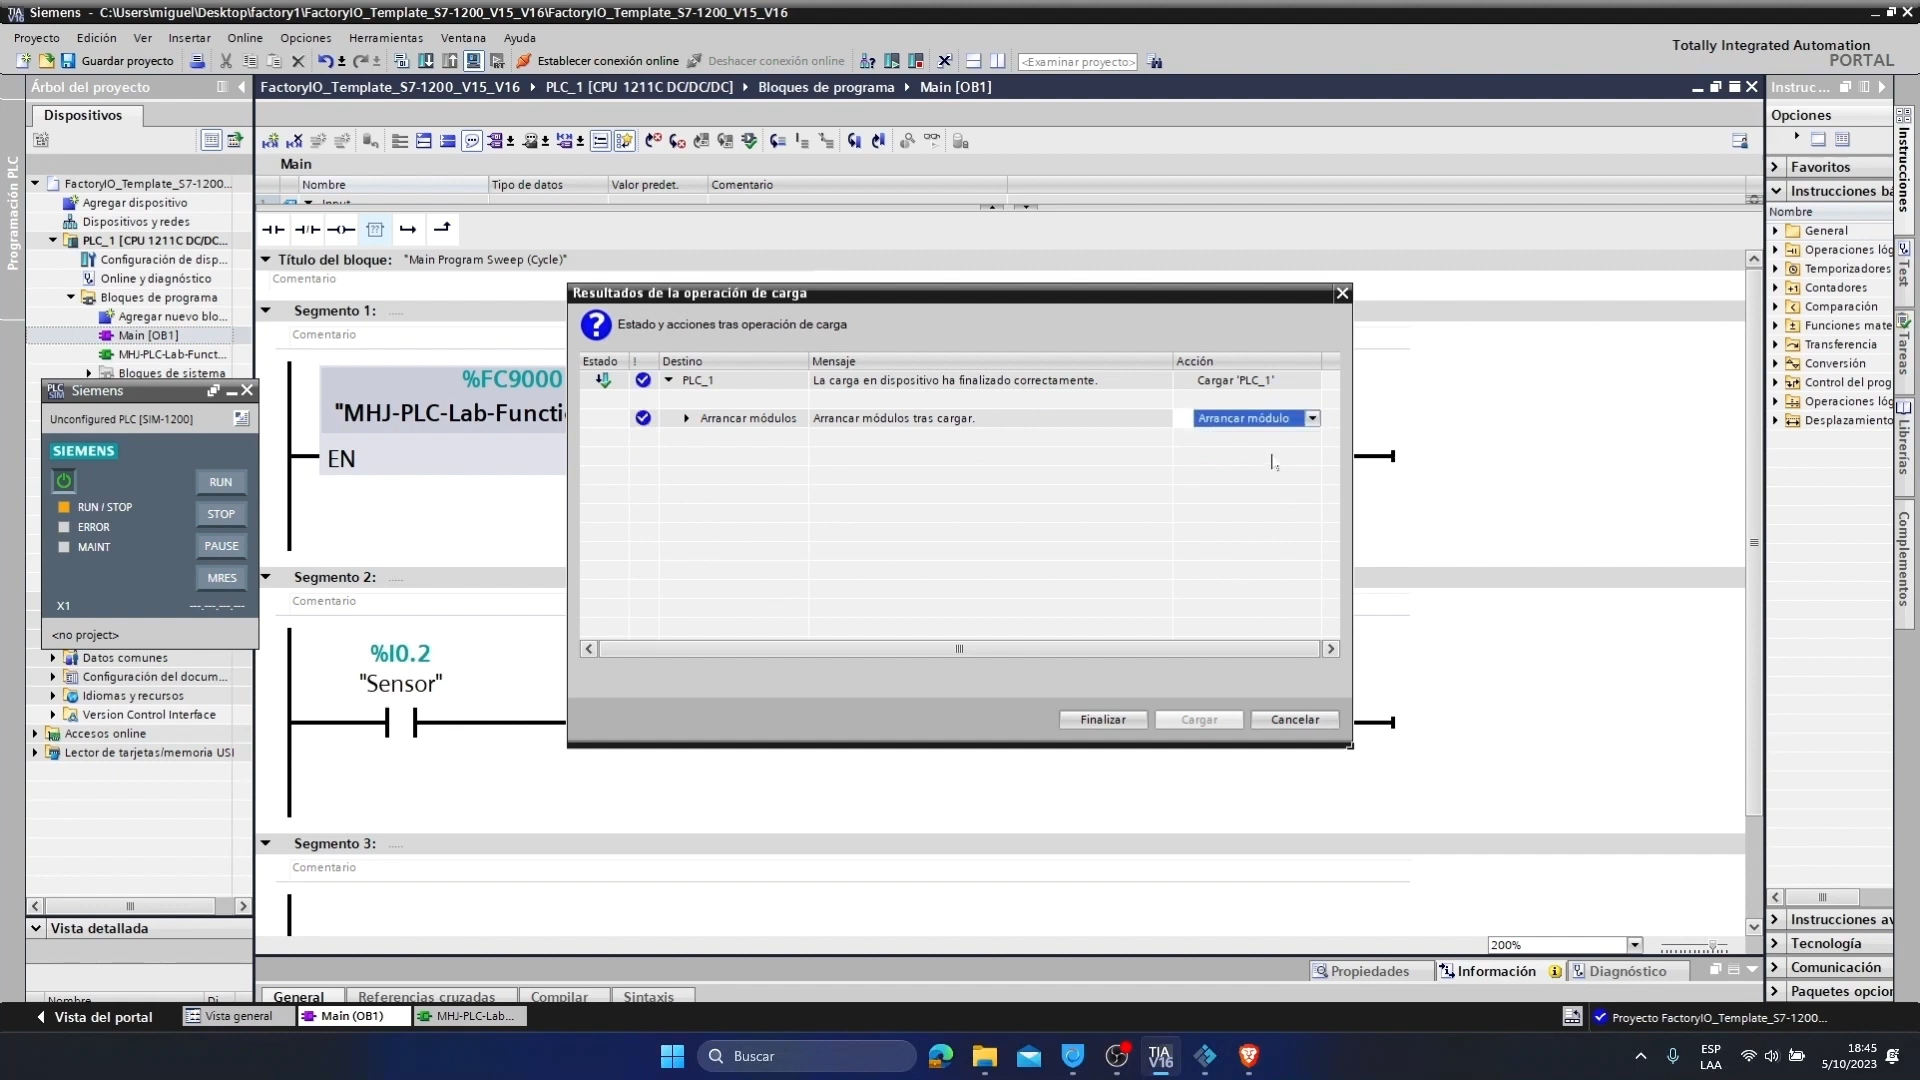 Siemens - C:\Users\miguel\Desktop\factory1\FactoryIO_Template_S7-1200_V15_V16\FactoryIO_Template_S7-1200_V15_V16
Proyecto Edición Ver Insertar Online Opciones Herramientas Ventana Ayuda
Totally Integrated Automation
PORTAL
Guardar proyecto
Establecer conexión online
Deshacer conexión online
<Examinar proyecto>
Árbol del proyecto
FactoryIO_Template_S7-1200_V15_V16 PLC_1 [CPU 1211C DC/DC/DC] Bloques de programa Main [OB1]
Instruc...
Dispositivos
Opciones
Programación PLC
Main
Nombre Tipo de datos Valor predet. Comentario
Input
FactoryIO_Template_S7-1200...
Agregar dispositivo
Dispositivos y redes
PLC_1 [CPU 1211C DC/DC...
Configuración de disp...
Online y diagnóstico
Bloques de programa
Agregar nuevo blo...
Main [OB1]
MHJ-PLC-Lab-Funct...
Bloques de sistema
Siemens
Unconfigured PLC [SIM-1200]
SIEMENS
RUN / STOP
ERROR
MAINT
RUN
STOP
PAUSE
MRES
X1 ---.---.---.---
<no project>
Datos comunes
Configuración del docum...
Idiomas y recursos
Version Control Interface
Accesos online
Lector de tarjetas/memoria USI
Vista detallada
Nombre Di
Título del bloque: "Main Program Sweep (Cycle)"
Comentario
Segmento 1: .....
Comentario
%FC9000
"MHJ-PLC-Lab-Functi
EN
Segmento 2: .....
Comentario
%I0.2
"Sensor"
Segmento 3: .....
Comentario
200%
Resultados de la operación de carga
Estado y acciones tras operación de carga
Estado ! Destino Mensaje Acción
PLC_1 La carga en dispositivo ha finalizado correctamente. Cargar 'PLC_1'
Arrancar módulos Arrancar módulos tras cargar. Arrancar módulo
Finalizar Cargar Cancelar
Favoritos
Instrucciones bá
Nombre
General
Operaciones lóg
Temporizadores
Contadores
Comparación
Funciones mate
Transferencia
Conversión
Control del prog
Operaciones lóg
Desplazamiento
Instrucciones av
Tecnología
Comunicación
Paquetes opcion
Instrucciones
Test
Tareas
Librerías
Complementos
Propiedades Información Diagnóstico
General Referencias cruzadas Compilar Sintaxis
Vista del portal Vista general Main (OB1) MHJ-PLC-Lab...
Proyecto FactoryIO_Template_S7-1200...
Buscar
TIA
V16
ESP
LAA
18:45
5/10/2023